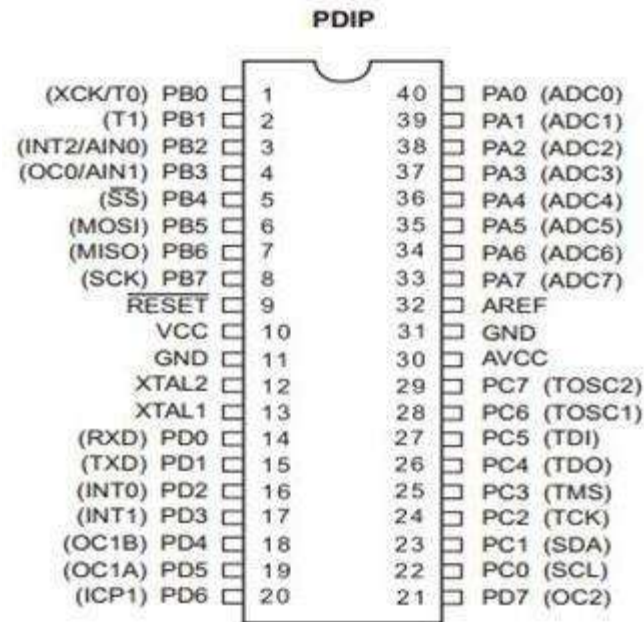 PDIP
(XCK/T0) PB0 1 40 PA0 (ADC0)
(T1) PB1 2 39 PA1 (ADC1)
(INT2/AIN0) PB2 3 38 PA2 (ADC2)
(OC0/AIN1) PB3 4 37 PA3 (ADC3)
(SS) PB4 5 36 PA4 (ADC4)
(MOSI) PB5 6 35 PA5 (ADC5)
(MISO) PB6 7 34 PA6 (ADC6)
(SCK) PB7 8 33 PA7 (ADC7)
RESET 9 32 AREF
VCC 10 31 GND
GND 11 30 AVCC
XTAL2 12 29 PC7 (TOSC2)
XTAL1 13 28 PC6 (TOSC1)
(RXD) PD0 14 27 PC5 (TDI)
(TXD) PD1 15 26 PC4 (TDO)
(INT0) PD2 16 25 PC3 (TMS)
(INT1) PD3 17 24 PC2 (TCK)
(OC1B) PD4 18 23 PC1 (SDA)
(OC1A) PD5 19 22 PC0 (SCL)
(ICP1) PD6 20 21 PD7 (OC2)